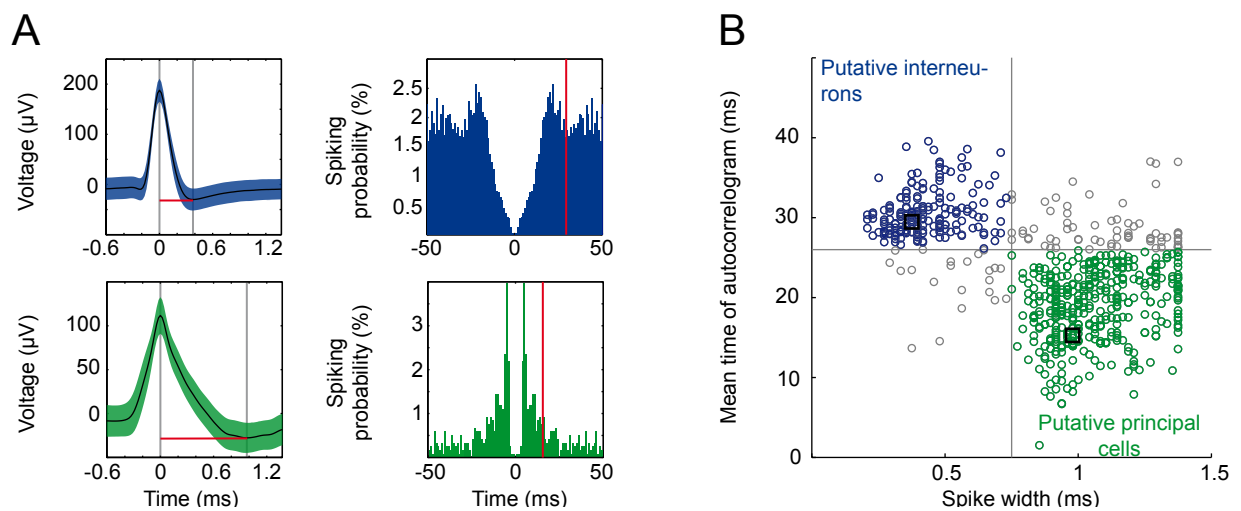 A
B
Voltage (µV)
200
100
0
-0.6 0 0.6 1.2
Spiking
probability (%)
2.5
2
1.5
1
0.5
-50 0 50
Voltage (µV)
100
50
0
-0.6 0 0.6 1.2
Time (ms)
Spiking
probability (%)
3
2
1
-50 0 50
Time (ms)
Mean time of autocorrelogram (ms)
40
30
20
10
0
Putative interneu-
rons
Putative principal
cells
0.5 1 1.5
Spike width (ms)